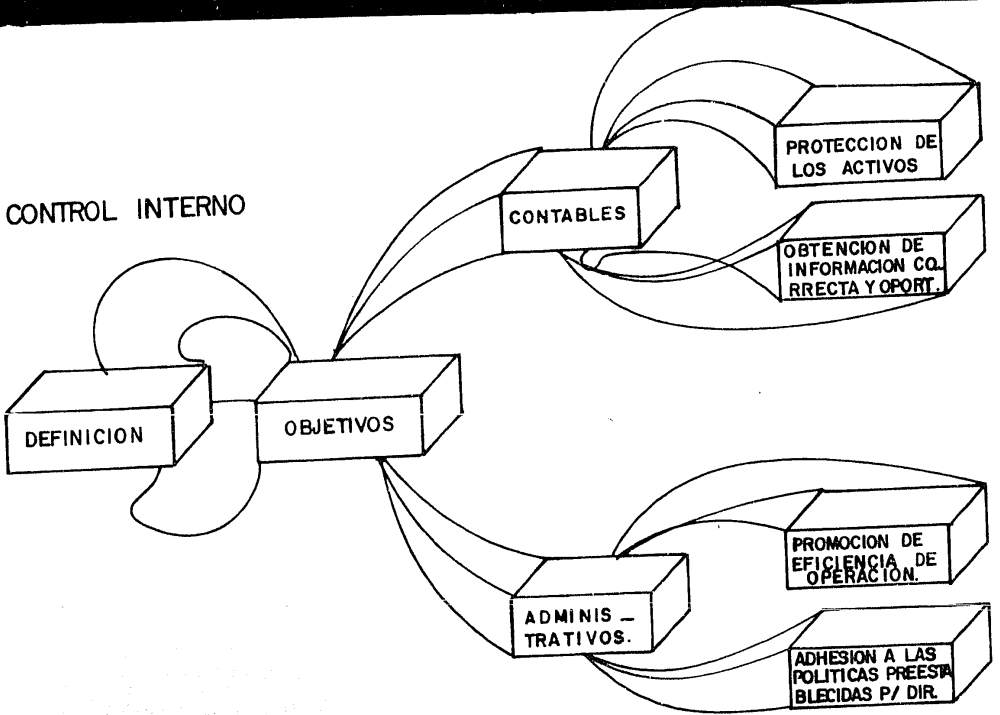 CONTROL INTERNO
DEFINICION
OBJETIVOS
CONTABLES
PROTECCION DE
LOS ACTIVOS
OBTENCION DE
INFORMACION CO_
RRECTA Y OPORT.
ADMINIS_
TRATIVOS.
PROMOCION DE
EFICIENCIA DE
OPERACION.
ADHESION A LAS
POLITICAS PREESTA
BLECIDAS P/ DIR.